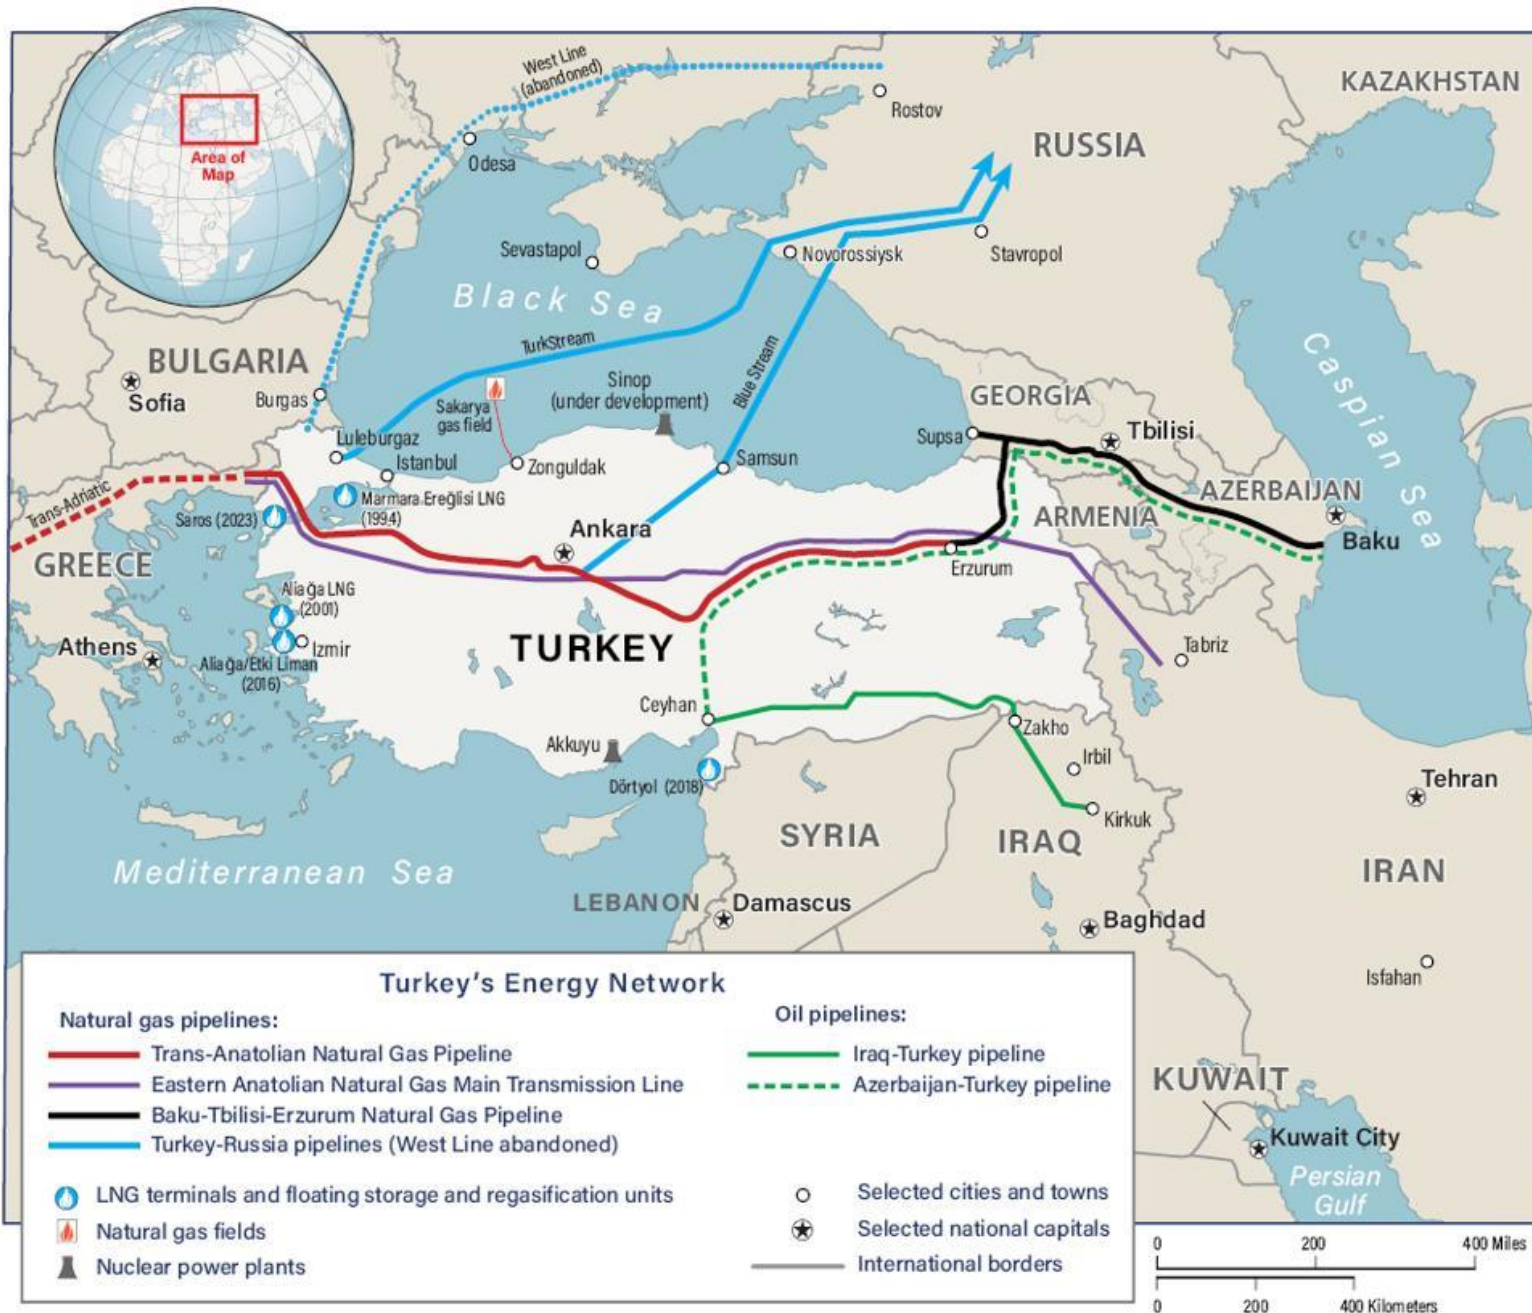 Area of
Map
West Line
(abandoned)
Rostov
KAZAKHSTAN
RUSSIA
Odesa
Sevastapol
Novorossiysk
Stavropol
Black Sea
TurkStream
Blue Stream
Caspian Sea
BULGARIA
Sofia
Burgas
Sinop
(under development)
Sakarya
gas field
GEORGIA
Supsa
Tbilisi
Luleburgaz
Istanbul
Zonguldak
Samsun
Trans-Adriatic
Marmara Ereğlisi LNG
(1994)
Saros (2023)
Ankara
AZERBAIJAN
ARMENIA
Baku
GREECE
Erzurum
Aliağa LNG
(2001)
Athens
Izmir
Aliağa/Etki Liman
(2016)
TURKEY
Tabriz
Ceyhan
Zakho
Akkuyu
Irbil
Dörtyol (2018)
Kirkuk
Tehran
SYRIA
IRAQ
IRAN
Mediterranean Sea
LEBANON
Damascus
Baghdad
Isfahan
KUWAIT
Kuwait City
Persian
Gulf
Turkey's Energy Network
Natural gas pipelines:
Trans-Anatolian Natural Gas Pipeline
Eastern Anatolian Natural Gas Main Transmission Line
Baku-Tbilisi-Erzurum Natural Gas Pipeline
Turkey-Russia pipelines (West Line abandoned)
Oil pipelines:
Iraq-Turkey pipeline
Azerbaijan-Turkey pipeline
LNG terminals and floating storage and regasification units
Natural gas fields
Nuclear power plants
Selected cities and towns
Selected national capitals
International borders
0 200 400 Miles
0 200 400 Kilometers